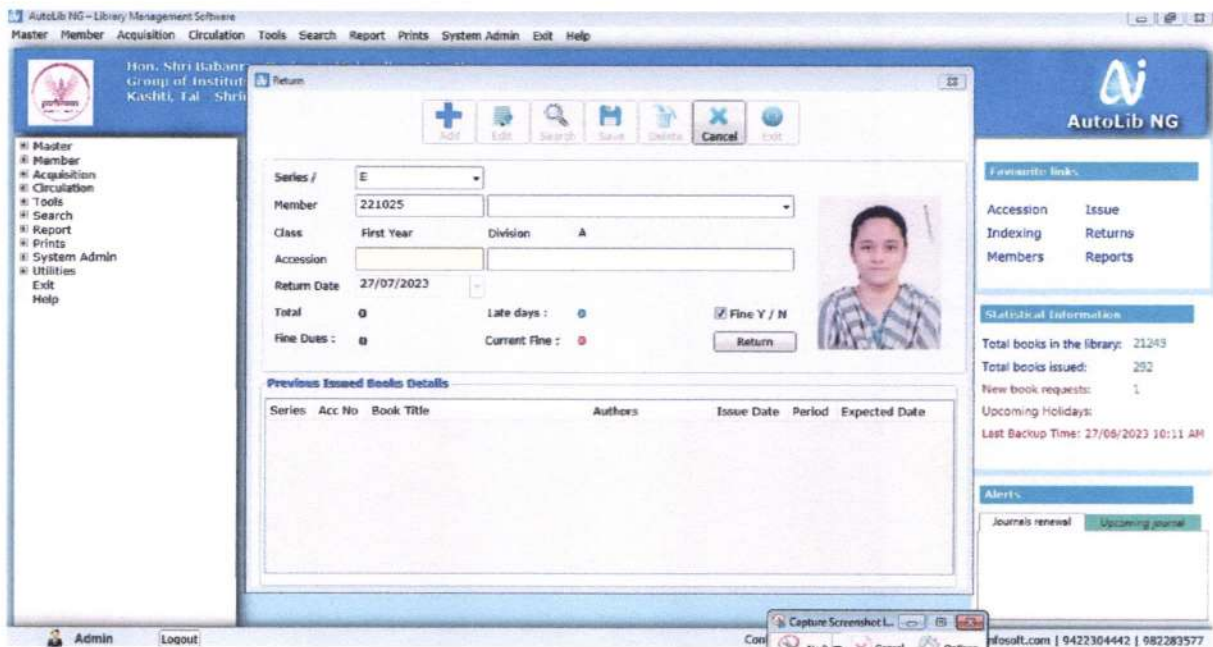 AutoLib NG – Library Management Software
Master Member Acquisition Circulation Tools Search Report Prints System Admin Exit Help
Hon. Shri Babanr
Group of Institut
Kashti, Tal - Shri
Return
Add Edit Search Save Delete Cancel Exit
AutoLib NG
Master
Member
Acquisition
Circulation
Tools
Search
Report
Prints
System Admin
Utilities
Exit
Help
Series / E
Member 221025
Class First Year Division A
Accession
Return Date 27/07/2023
Total 0 Late days : 0 Fine Y / N
Fine Dues : 0 Current Fine : 0 Return
Previous Issued Books Details
Series Acc No Book Title Authors Issue Date Period Expected Date
Favourite links
Accession Issue
Indexing Returns
Members Reports
Statistical Information
Total books in the library: 21249
Total books issued: 292
New book requests: 1
Upcoming Holidays:
Last Backup Time: 27/06/2023 10:11 AM
Alerts
Journals renewal Upcoming journal
Capture Screenshot
Admin Logout Con nfosoft.com | 9422304442 | 982283577